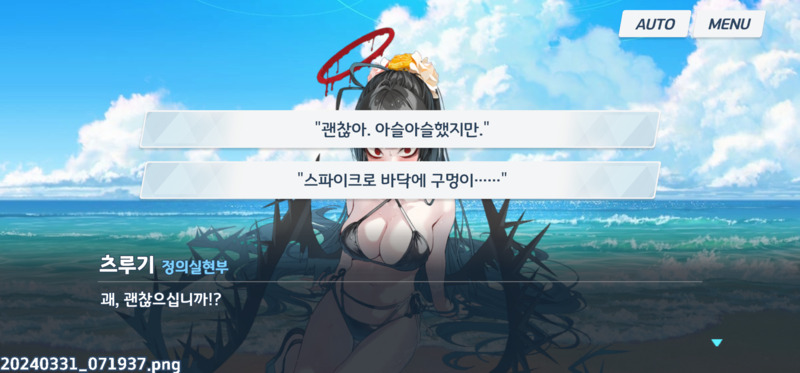 AUTO
MENU
"괜찮아. 아슬아슬했지만."
"스파이크로 바닥에 구멍이……"
츠루기 정의실현부
괘, 괜찮으십니까!?
20240331_071937.png